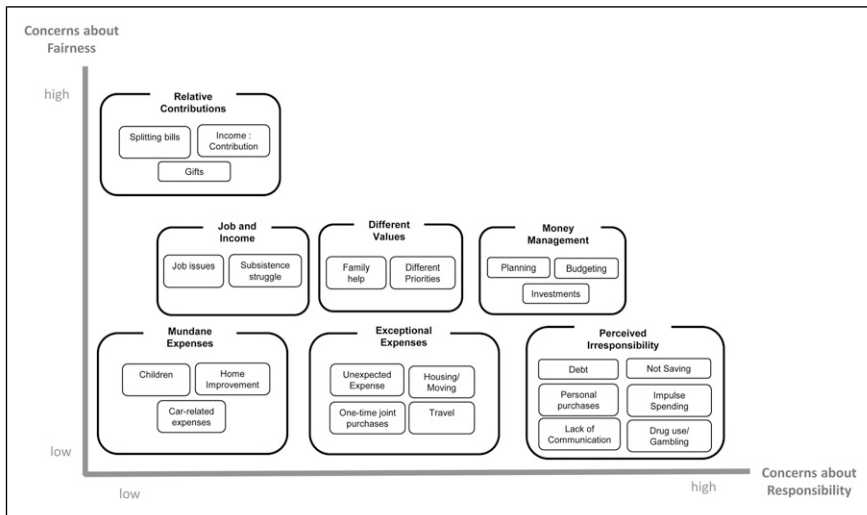 Concerns about
Fairness
high
Relative
Contributions
Splitting bills
Income :
Contribution
Gifts
Job and
Income
Job issues
Subsistence
struggle
Different
Values
Family
help
Different
Priorities
Money
Management
Planning
Budgeting
Investments
Mundane
Expenses
Children
Home
Improvement
Car-related
expenses
Exceptional
Expenses
Unexpected
Expense
Housing/
Moving
One-time joint
purchases
Travel
Perceived
Irresponsibility
Debt
Not Saving
Personal
purchases
Impulse
Spending
Lack of
Communication
Drug use/
Gambling
low
low
high
Concerns about
Responsibility